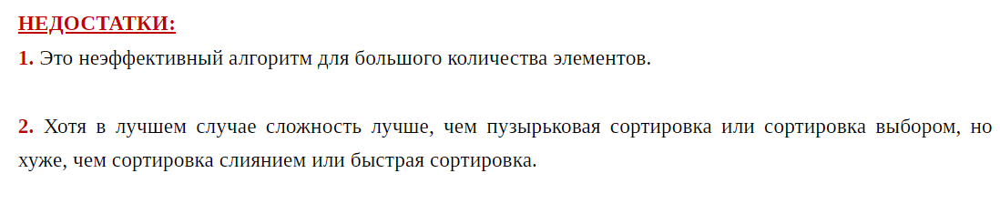 НЕДОСТАТКИ:
1. Это неэффективный алгоритм для большого количества элементов.
2. Хотя в лучшем случае сложность лучше, чем пузырьковая сортировка или сортировка выбором, но
хуже, чем сортировка слиянием или быстрая сортировка.